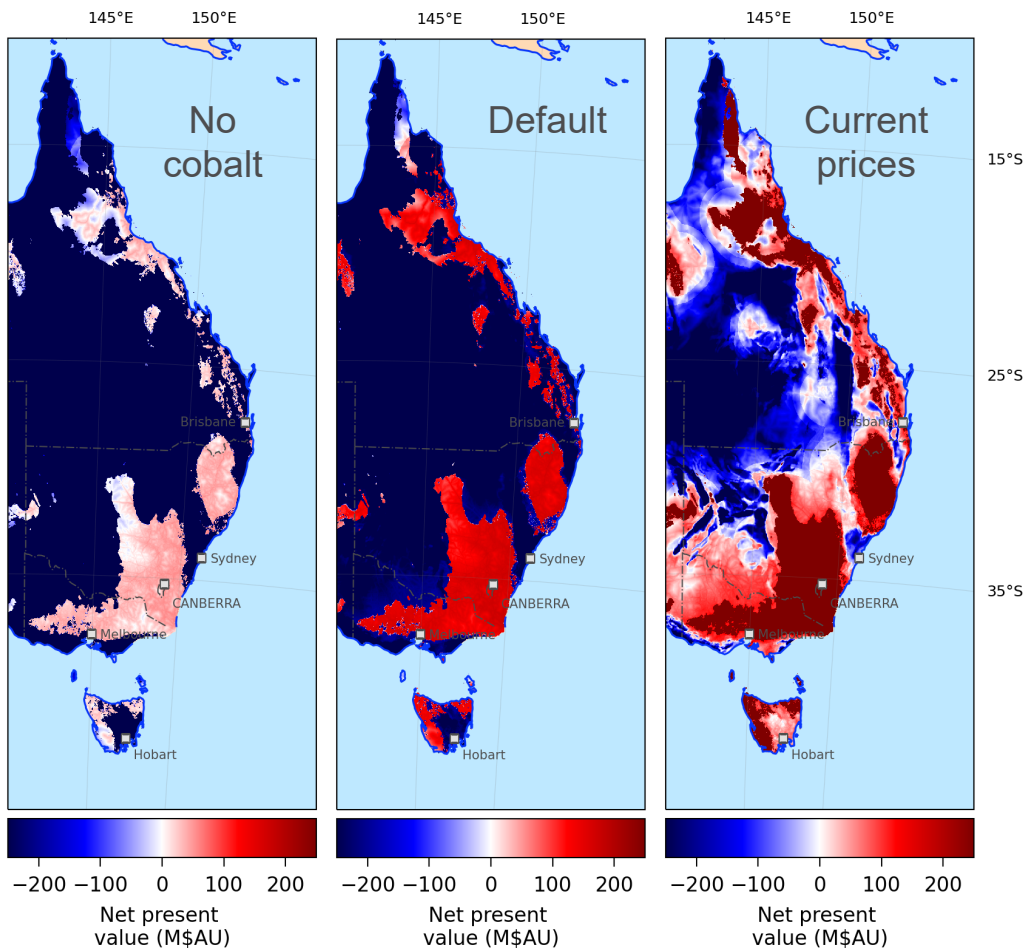 145°E 150°E 145°E 150°E 145°E 150°E
No
cobalt
Default
Current
prices
15°S
25°S
35°S
Brisbane
Sydney
CANBERRA
Melbourne
Hobart
Brisbane
Sydney
CANBERRA
Melbourne
Hobart
Brisbane
Sydney
CANBERRA
Melbourne
Hobart
−200 −100 0 100 200
Net present
value (M$AU)
−200 −100 0 100 200
Net present
value (M$AU)
−200 −100 0 100 200
Net present
value (M$AU)